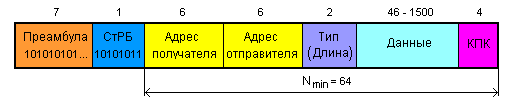 7 1 6 6 2 46 - 1500 4
Преамбула СтРБ Адрес Адрес Тип Данные КПК
101010101... 10101011 получателя отправителя (Длина)
N min = 64